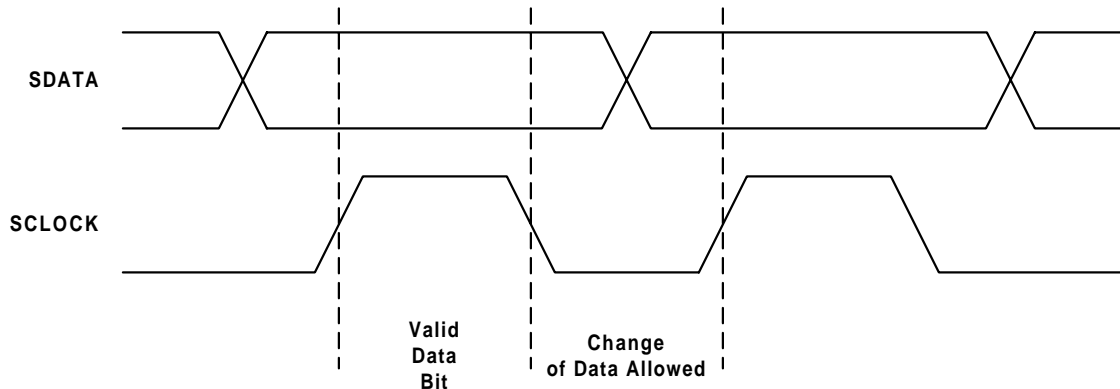 SDATA
SCLOCK
Valid
Data
Bit
Change
of Data Allowed